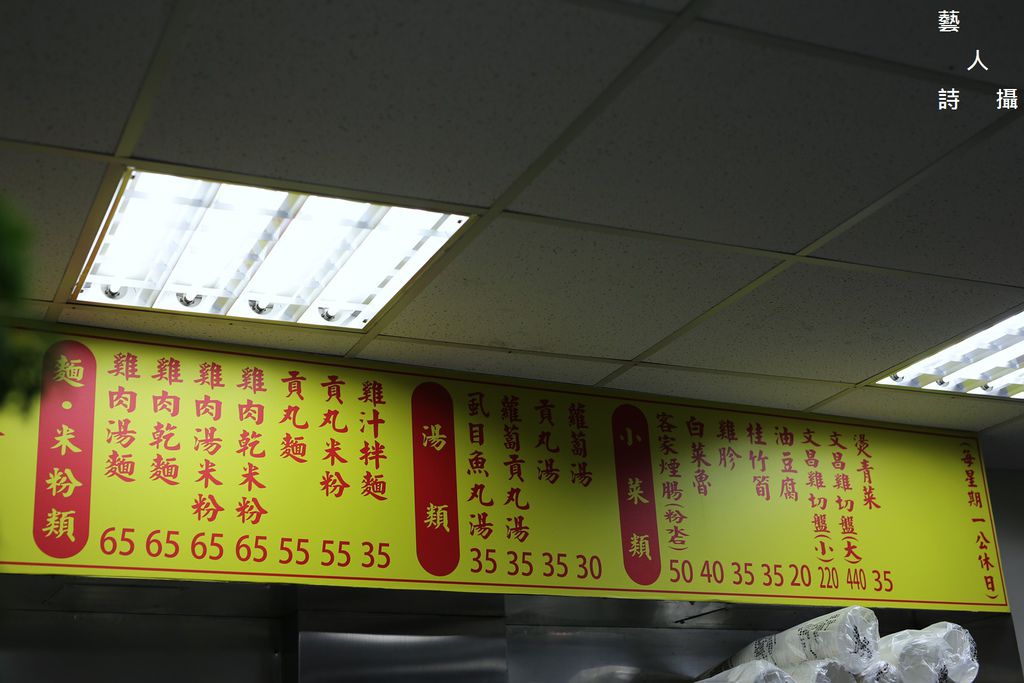 藝
人
詩 攝
麵・米粉類
雞肉湯麵 65
雞肉乾麵 65
雞肉湯米粉 65
雞肉乾米粉 65
貢丸麵 55
貢丸米粉 55
雞汁拌麵 35
湯類
虱目魚丸湯 35
蘿蔔貢丸湯 35
貢丸湯 35
蘿蔔湯 30
小菜類
客家煙腸(粉沯) 50
白菜魯 40
雞胗 35
桂竹筍 35
油豆腐 20
文昌雞切盤(小) 220
文昌雞切盤(大) 440
燙青菜 35
(每星期一公休日)